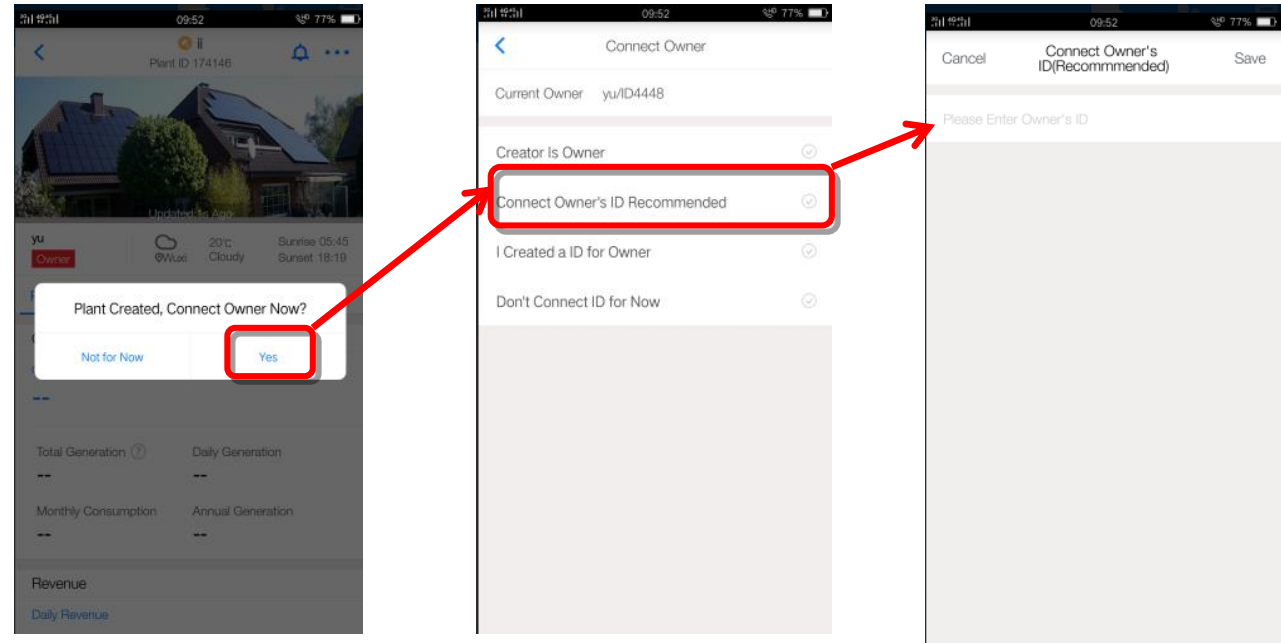 09:52
77%
ii
Plant ID 174146
Updated 1s Ago
yu
Owner
20℃
Sunrise 05:45
Wuxi
Cloudy
Sunset 18:19
Plant Created, Connect Owner Now?
Not for Now
Yes
--
Total Generation ?
Daily Generation
--
--
Monthly Consumption
Annual Generation
--
--
Revenue
Daily Revenue
09:52
77%
Connect Owner
Current Owner yu/ID4448
Creator Is Owner
Connect Owner's ID Recommended
I Created a ID for Owner
Don't Connect ID for Now
09:52
77%
Cancel
Connect Owner's
ID(Recommmended)
Save
Please Enter Owner's ID